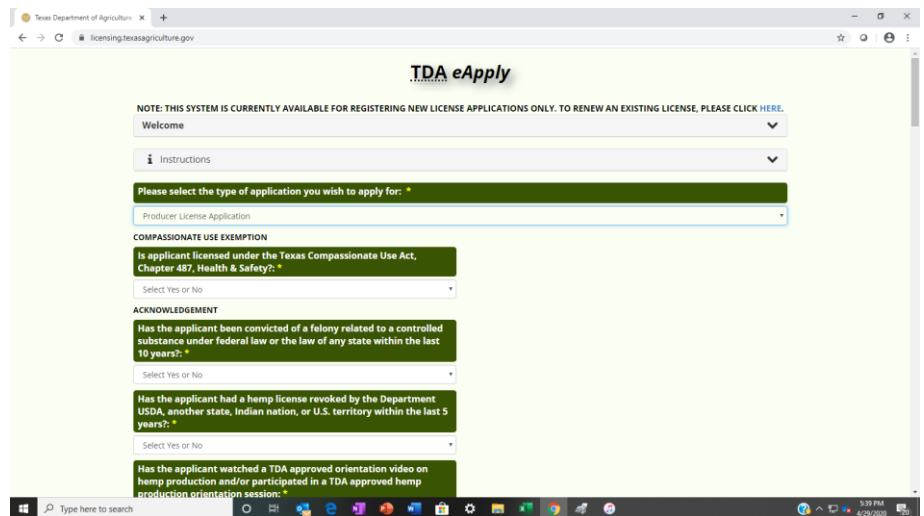 Texas Department of Agriculture
licensing.texasagriculture.gov
TDA eApply
NOTE: THIS SYSTEM IS CURRENTLY AVAILABLE FOR REGISTERING NEW LICENSE APPLICATIONS ONLY. TO RENEW AN EXISTING LICENSE, PLEASE CLICK HERE.
Welcome
i Instructions
Please select the type of application you wish to apply for: *
Producer License Application
COMPASSIONATE USE EXEMPTION
Is applicant licensed under the Texas Compassionate Use Act,
Chapter 487, Health & Safety?: *
Select Yes or No
ACKNOWLEDGEMENT
Has the applicant been convicted of a felony related to a controlled
substance under federal law or the law of any state within the last
10 years?: *
Select Yes or No
Has the applicant had a hemp license revoked by the Department
USDA, another state, Indian nation, or U.S. territory within the last 5
years?: *
Select Yes or No
Has the applicant watched a TDA approved orientation video on
hemp production and/or participated in a TDA approved hemp
production orientation session: *
Type here to search
5:39 PM
4/29/2020
20